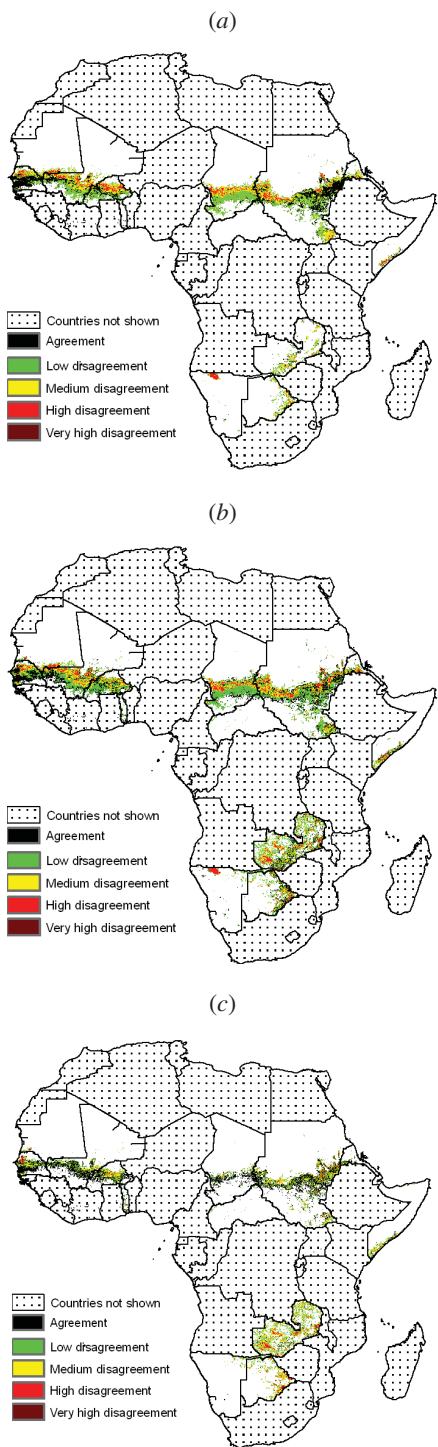 (a)
Countries not shown
Agreement
Low disagreement
Medium disagreement
High disagreement
Very high disagreement
(b)
Countries not shown
Agreement
Low disagreement
Medium disagreement
High disagreement
Very high disagreement
(c)
Countries not shown
Agreement
Low disagreement
Medium disagreement
High disagreement
Very high disagreement